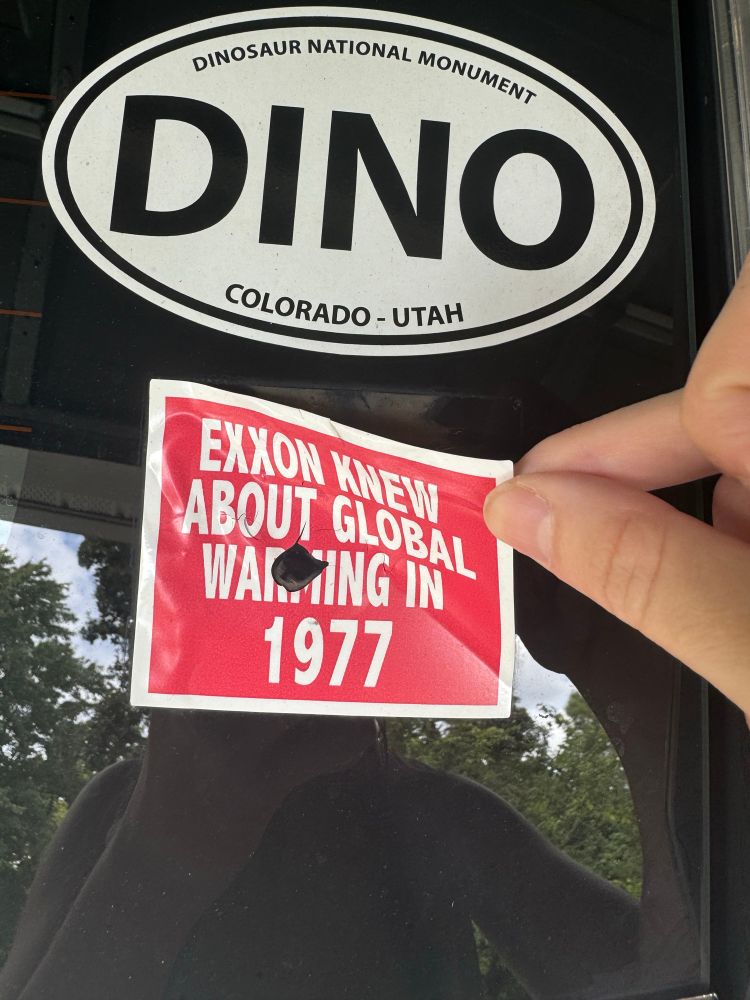 DINOSAUR NATIONAL MONUMENT
DINO
COLORADO - UTAH
EXXON KNEW
ABOUT GLOBAL
WARMING IN
1977